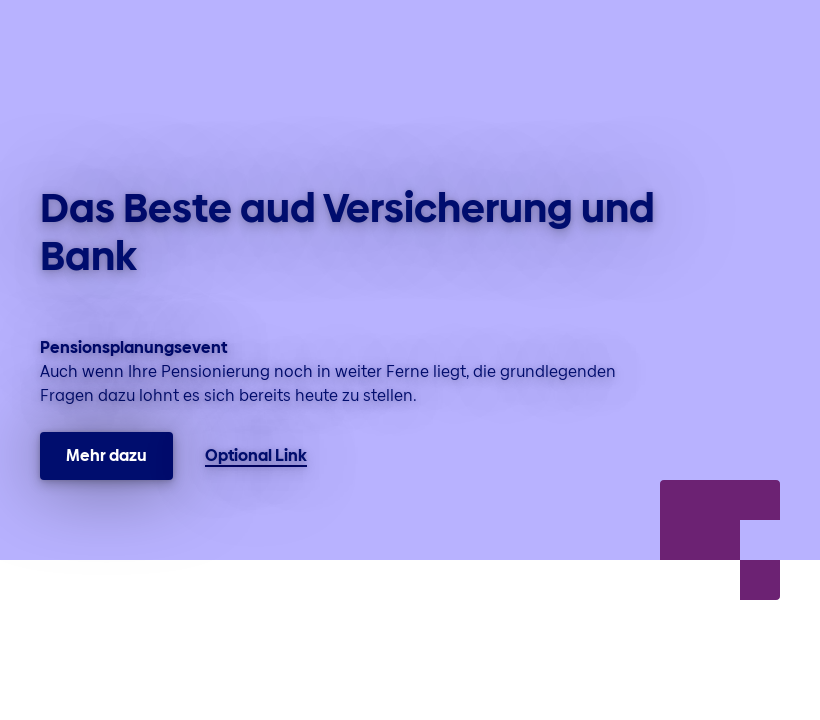 Das Beste aud Versicherung und
Bank
Pensionsplanungsevent
Auch wenn Ihre Pensionierung noch in weiter Ferne liegt, die grundlegenden
Fragen dazu lohnt es sich bereits heute zu stellen.
Mehr dazu
Optional Link